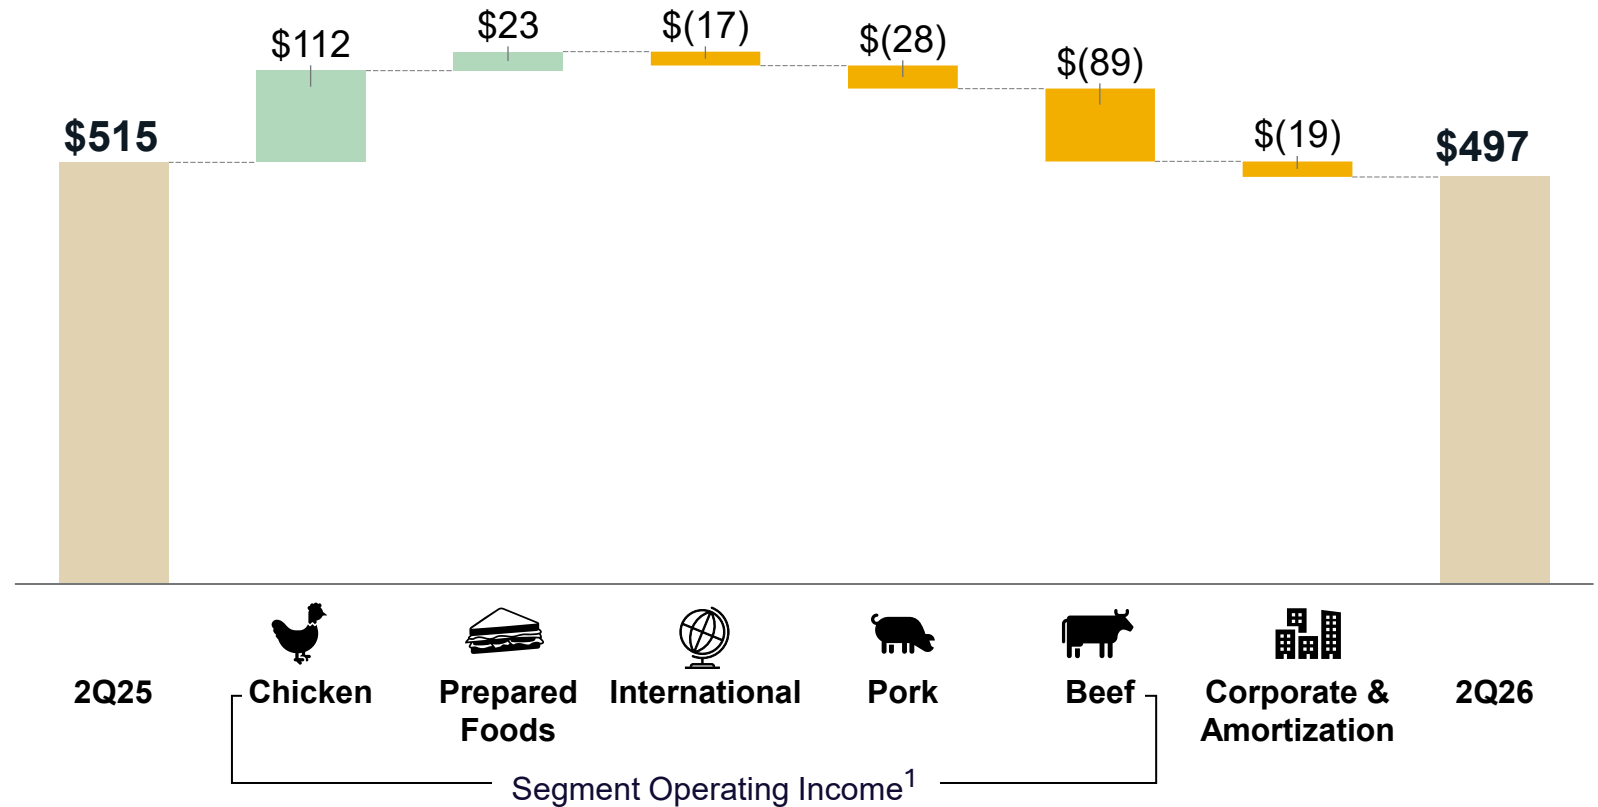 $515
$112
$23
$(17)
$(28)
$(89)
$(19)
$497
2Q25
Chicken
Prepared
Foods
International
Pork
Beef
Corporate &
Amortization
2Q26
Segment Operating Income1